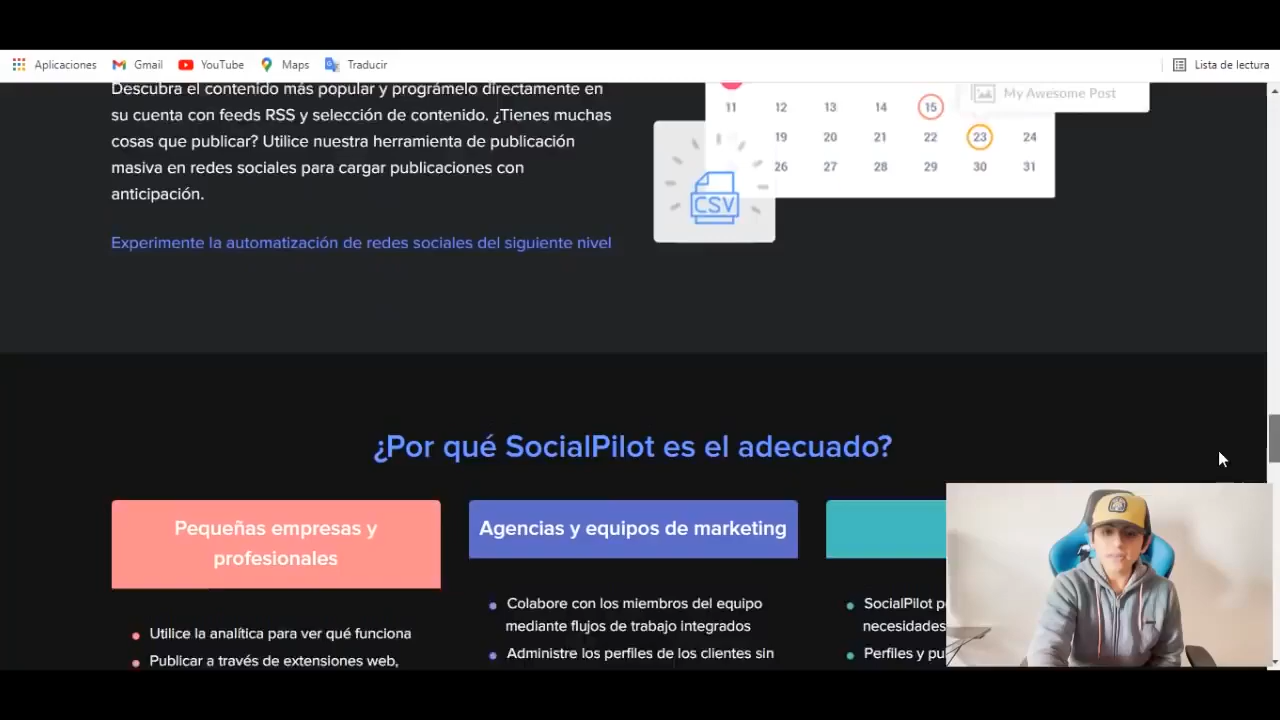 Aplicaciones
Gmail
YouTube
Maps
Traducir
Lista de lectura
Descubra el contenido más popular y prográmelo directamente en
su cuenta con feeds RSS y selección de contenido. ¿Tienes muchas
cosas que publicar? Utilice nuestra herramienta de publicación
masiva en redes sociales para cargar publicaciones con
anticipación.
Experimente la automatización de redes sociales del siguiente nivel
My Awesome Post
11 12 13 14 15
19 20 21 22 23 24
26 27 28 29 30 31
CSV
¿Por qué SocialPilot es el adecuado?
Pequeñas empresas y
profesionales
Utilice la analítica para ver qué funciona
Publicar a través de extensiones web,
Agencias y equipos de marketing
Colabore con los miembros del equipo
mediante flujos de trabajo integrados
Administre los perfiles de los clientes sin
SocialPilot
necesidades
Perfiles y